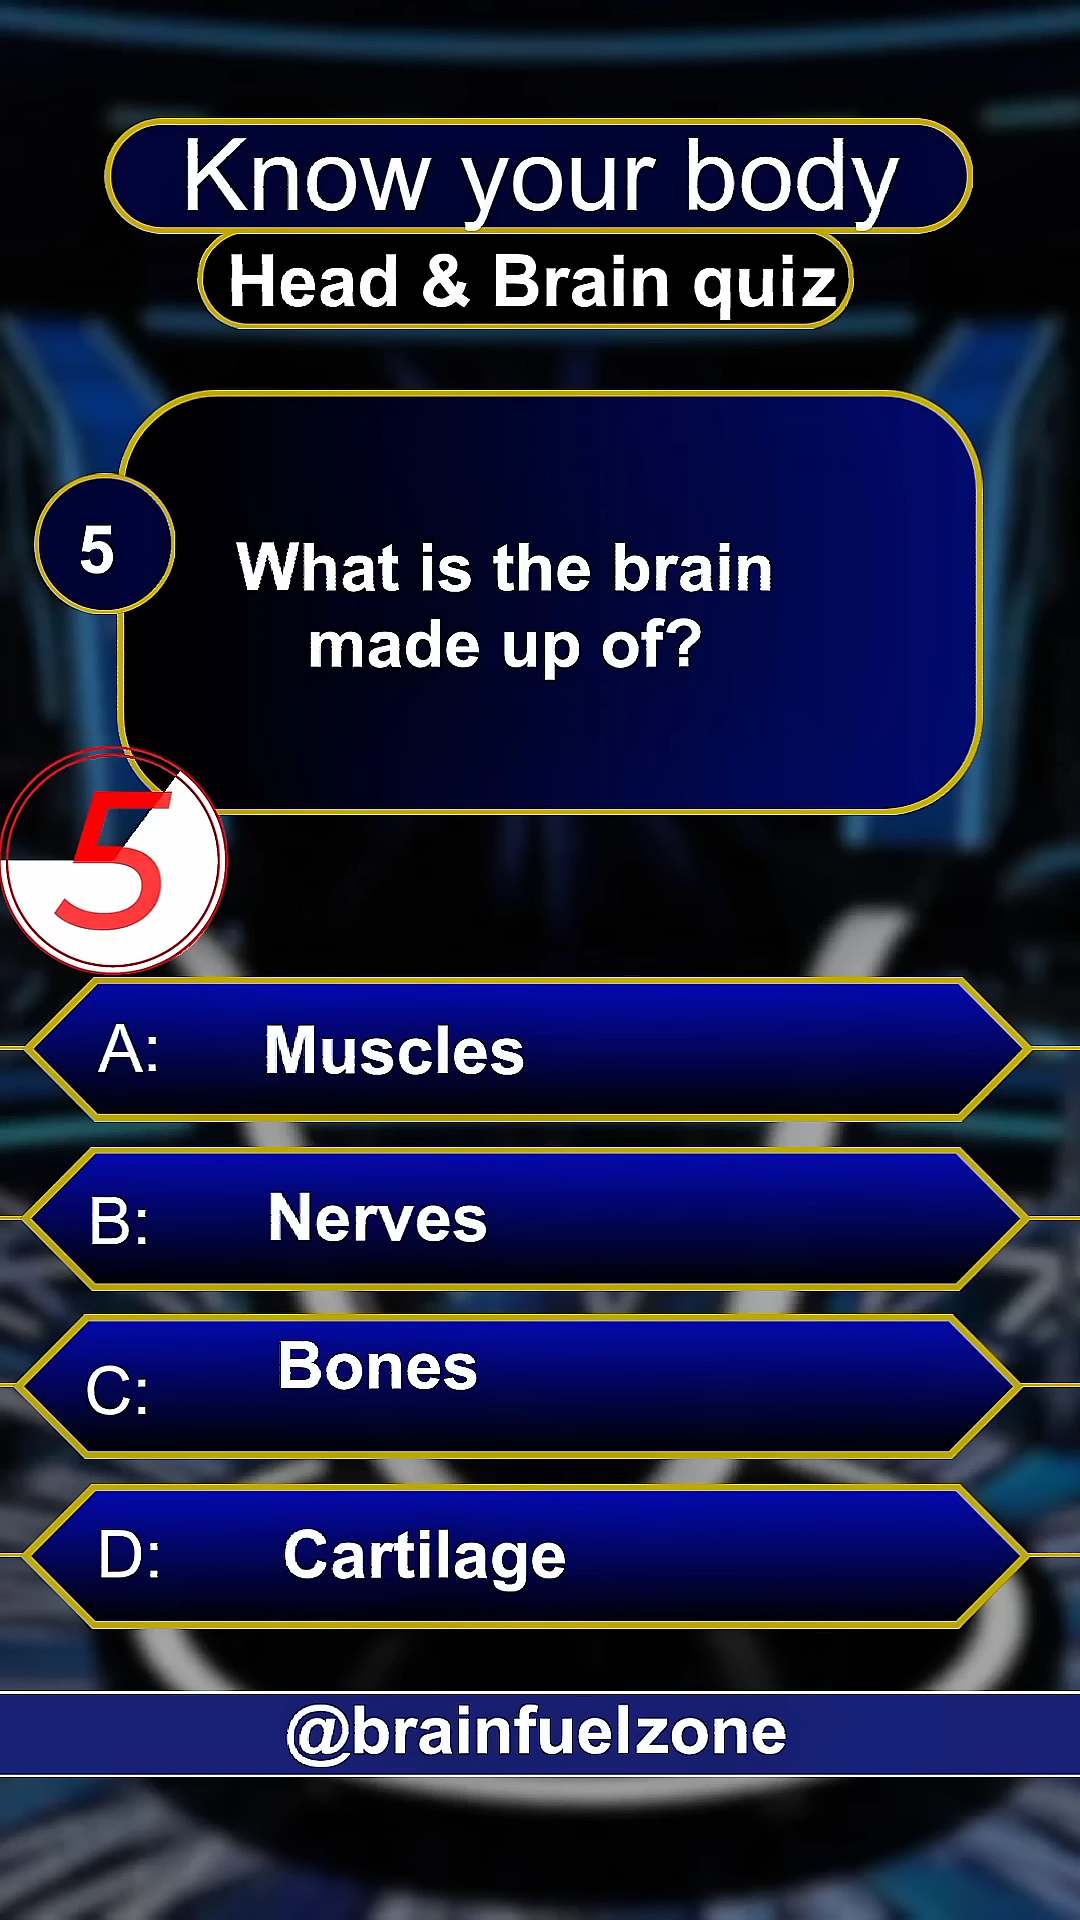 Know your body
Head & Brain quiz
5
What is the brain
made up of?
5
A: Muscles
B: Nerves
C: Bones
D: Cartilage
@brainfuelzone